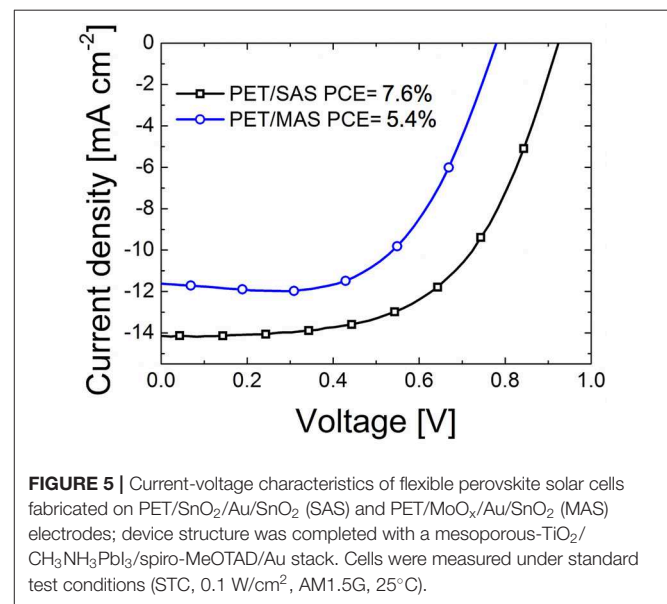 0
-2
-4
-6
-8
-10
-12
-14
Current density [mA cm⁻²]
PET/SAS PCE= 7.6%
PET/MAS PCE= 5.4%
0.0 0.2 0.4 0.6 0.8 1.0
Voltage [V]
FIGURE 5 | Current-voltage characteristics of flexible perovskite solar cells
fabricated on PET/SnO₂/Au/SnO₂ (SAS) and PET/MoOₓ/Au/SnO₂ (MAS)
electrodes; device structure was completed with a mesoporous-TiO₂/
CH₃NH₃PbI₃/spiro-MeOTAD/Au stack. Cells were measured under standard
test conditions (STC, 0.1 W/cm², AM1.5G, 25°C).